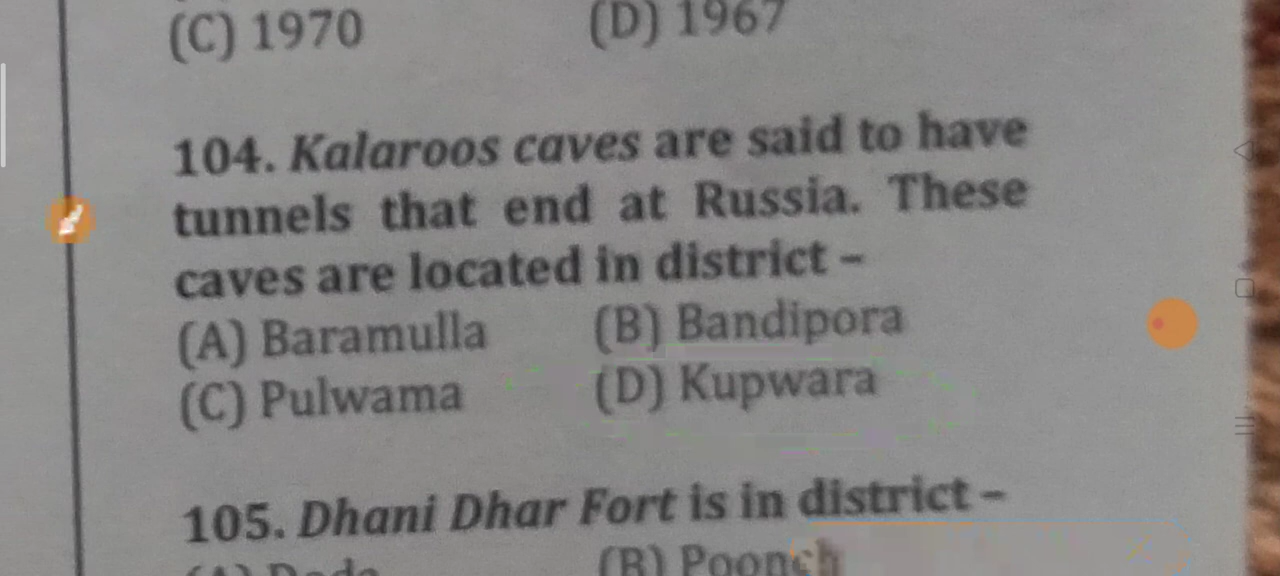 (C) 1970 (D) 1967
104. Kalaroos caves are said to have
tunnels that end at Russia. These
caves are located in district –
(A) Baramulla (B) Bandipora
(C) Pulwama (D) Kupwara
105. Dhani Dhar Fort is in district –
(B) Poonch